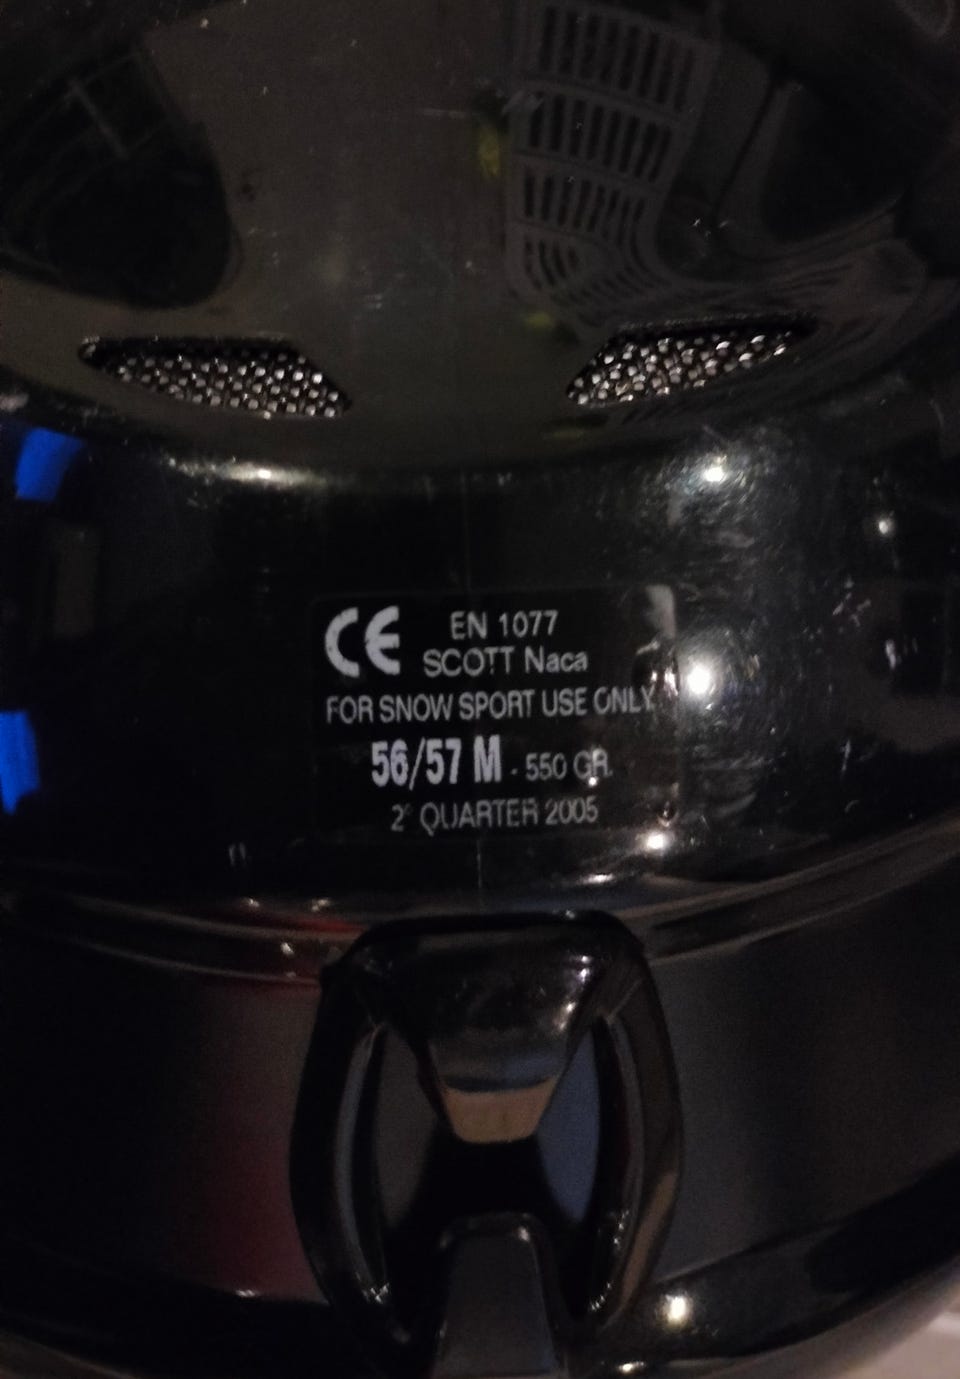 CE EN 1077
SCOTT Naca
FOR SNOW SPORT USE ONLY
56/57 M - 550 GR.
2° QUARTER 2005